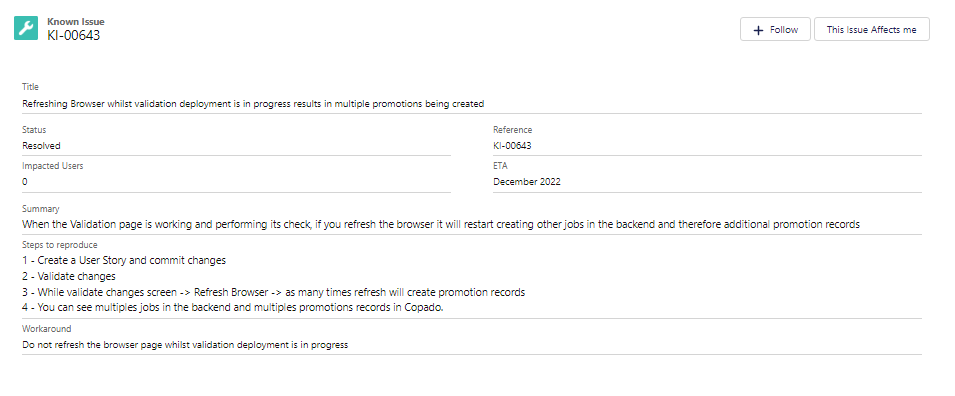 Known Issue
KI-00643
Follow
This Issue Affects me
Title
Refreshing Browser whilst validation deployment is in progress results in multiple promotions being created
Status
Resolved
Reference
KI-00643
Impacted Users
0
ETA
December 2022
Summary
When the Validation page is working and performing its check, if you refresh the browser it will restart creating other jobs in the backend and therefore additional promotion records
Steps to reproduce
1 - Create a User Story and commit changes
2 - Validate changes
3 - While validate changes screen -> Refresh Browser -> as many times refresh will create promotion records
4 - You can see multiples jobs in the backend and multiples promotions records in Copado.
Workaround
Do not refresh the browser page whilst validation deployment is in progress